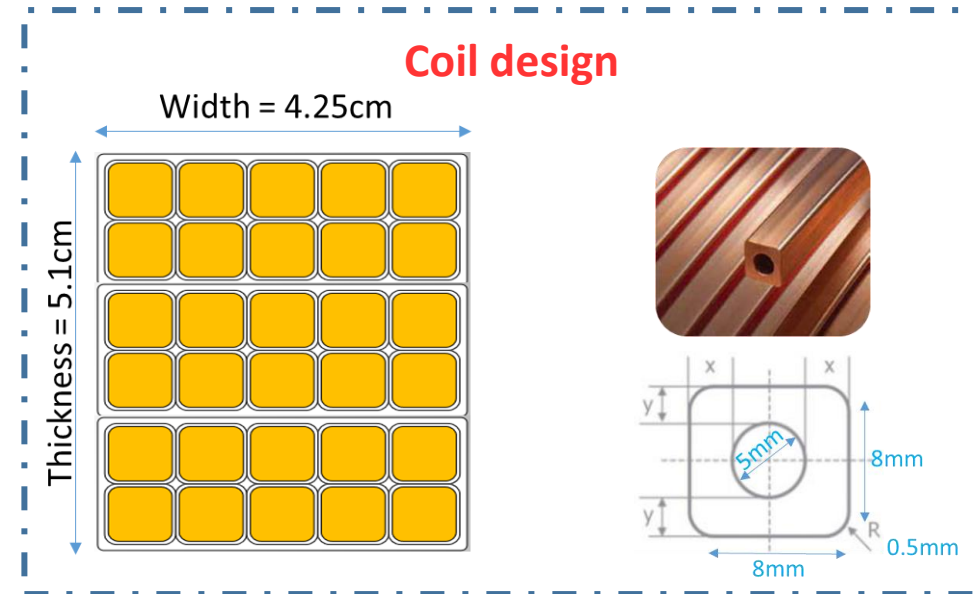 Coil design
Width = 4.25cm
Thickness = 5.1cm
x
x
y
5mm
8mm
y
R
0.5mm
8mm